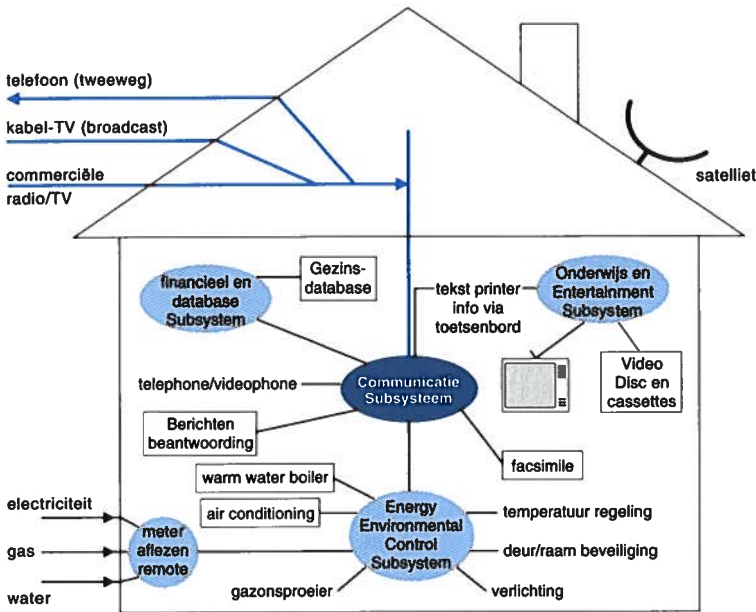 telefoon (tweeweg)
kabel-TV (broadcast)
commerciële
radio/TV
satelliet
financieel en
database
Subsystem
Gezins-
database
tekst printer
info via
toetsenbord
Onderwijs en
Entertainment
Subsystem
telephone/videophone
Communicatie
Subsysteem
Video
Disc en
cassettes
Berichten
beantwoording
facsimile
warm water boiler
air conditioning
Energy
Environmental
Control
Subsystem
temperatuur regeling
deur/raam beveiliging
verlichting
gazonsproeier
electriciteit
gas
water
meter
aflezen
remote